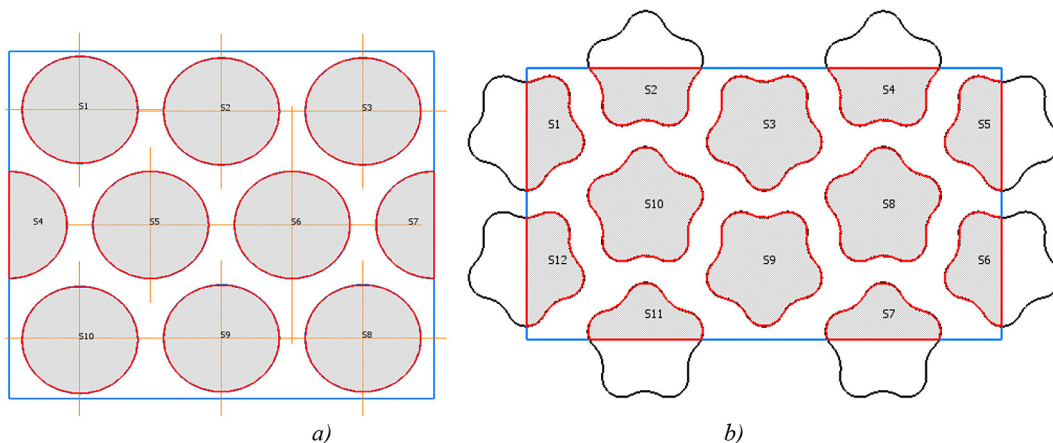 S1 S2 S3
S4 S5 S6 S7
S10 S9 S8
a)
S2 S4
S1 S3 S5
S10 S8
S12 S9 S6
S11 S7
b)